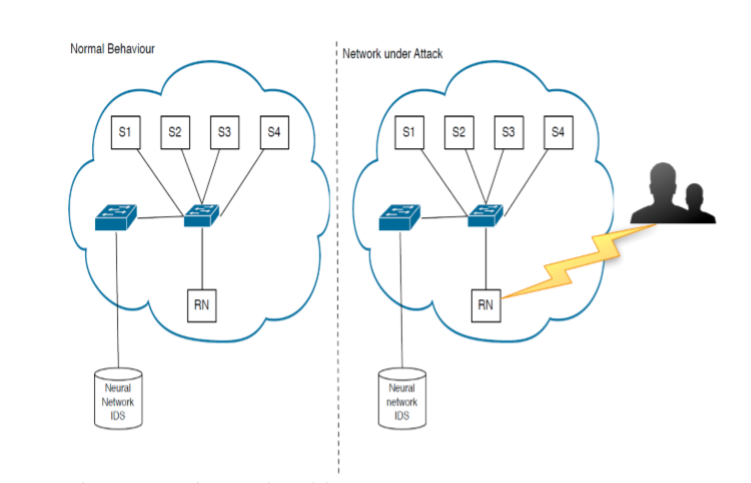 Normal Behaviour
S1
S2
S3
S4
RN
Neural
Network
IDS
Network under Attack
S1
S2
S3
S4
RN
Neural
network
IDS